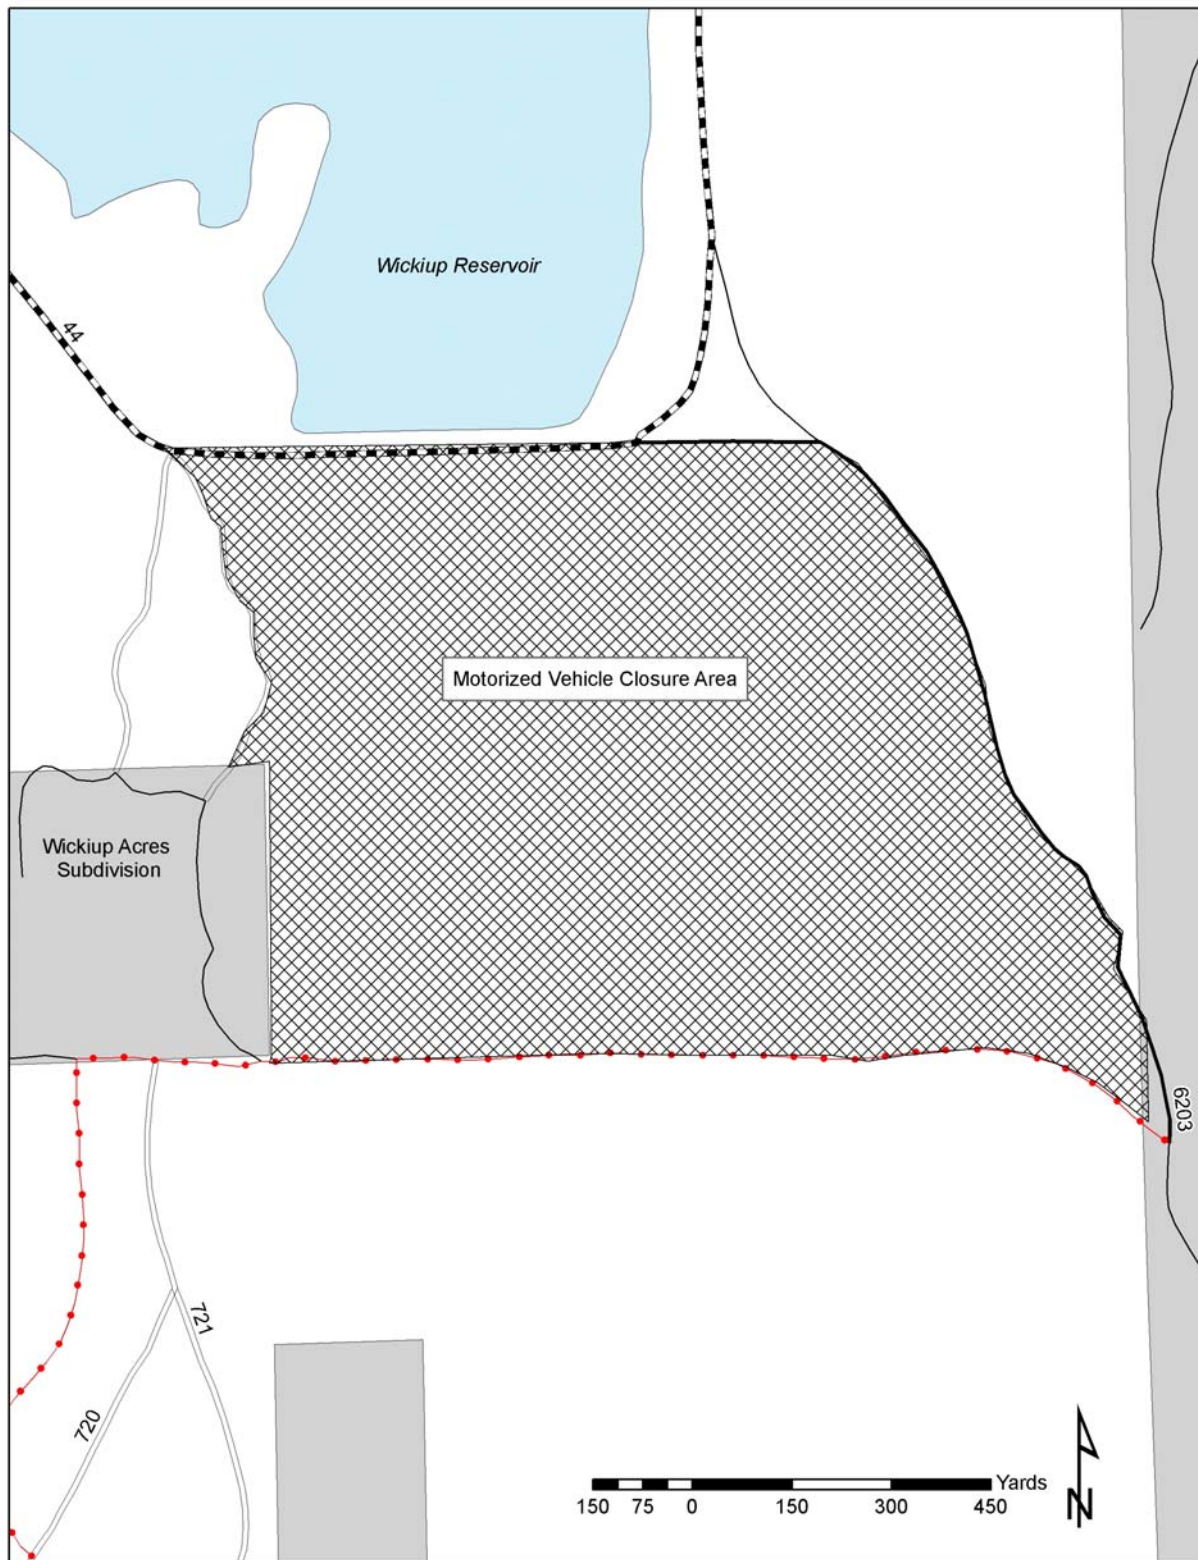 Wickiup Reservoir
44
Motorized Vehicle Closure Area
Wickiup Acres
Subdivision
6203
721
720
Yards
150 75 0 150 300 450
N